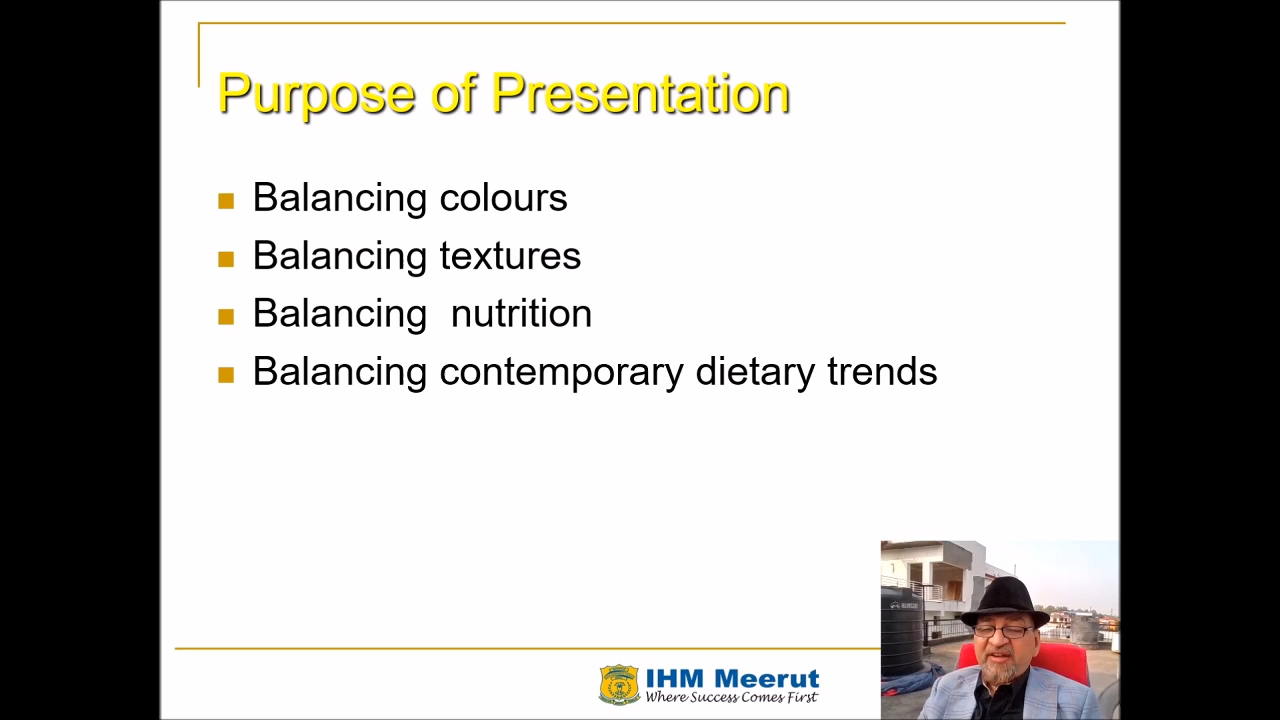 Purpose of Presentation
Balancing colours
Balancing textures
Balancing  nutrition
Balancing contemporary dietary trends
IHM Meerut
Where Success Comes First